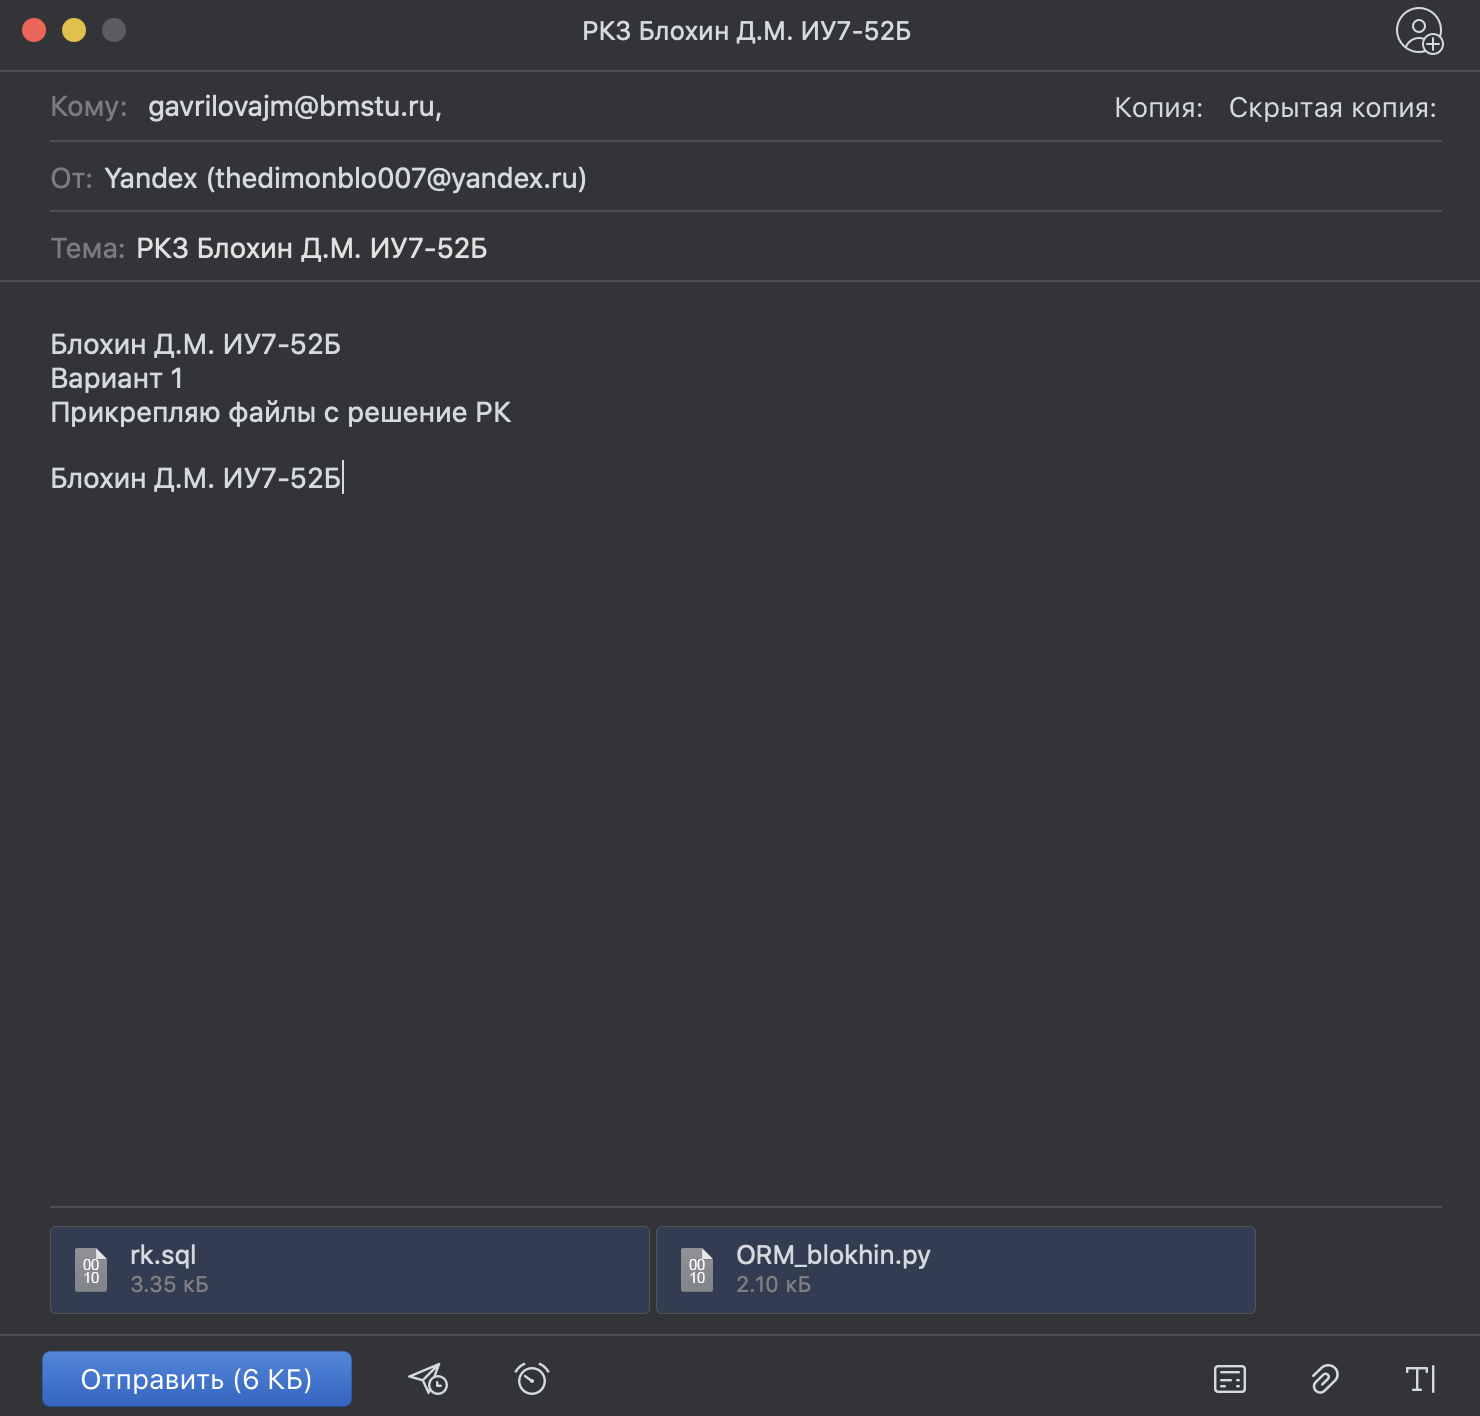 РК3 Блохин Д.М. ИУ7-52Б
Кому: gavrilovajm@bmstu.ru, Копия: Скрытая копия:
От: Yandex (thedimonblo007@yandex.ru)
Тема: РК3 Блохин Д.М. ИУ7-52Б
Блохин Д.М. ИУ7-52Б
Вариант 1
Прикрепляю файлы с решение РК
Блохин Д.М. ИУ7-52Б
00
10
rk.sql
3.35 кБ
00
10
ORM_blokhin.py
2.10 кБ
Отправить (6 КБ)